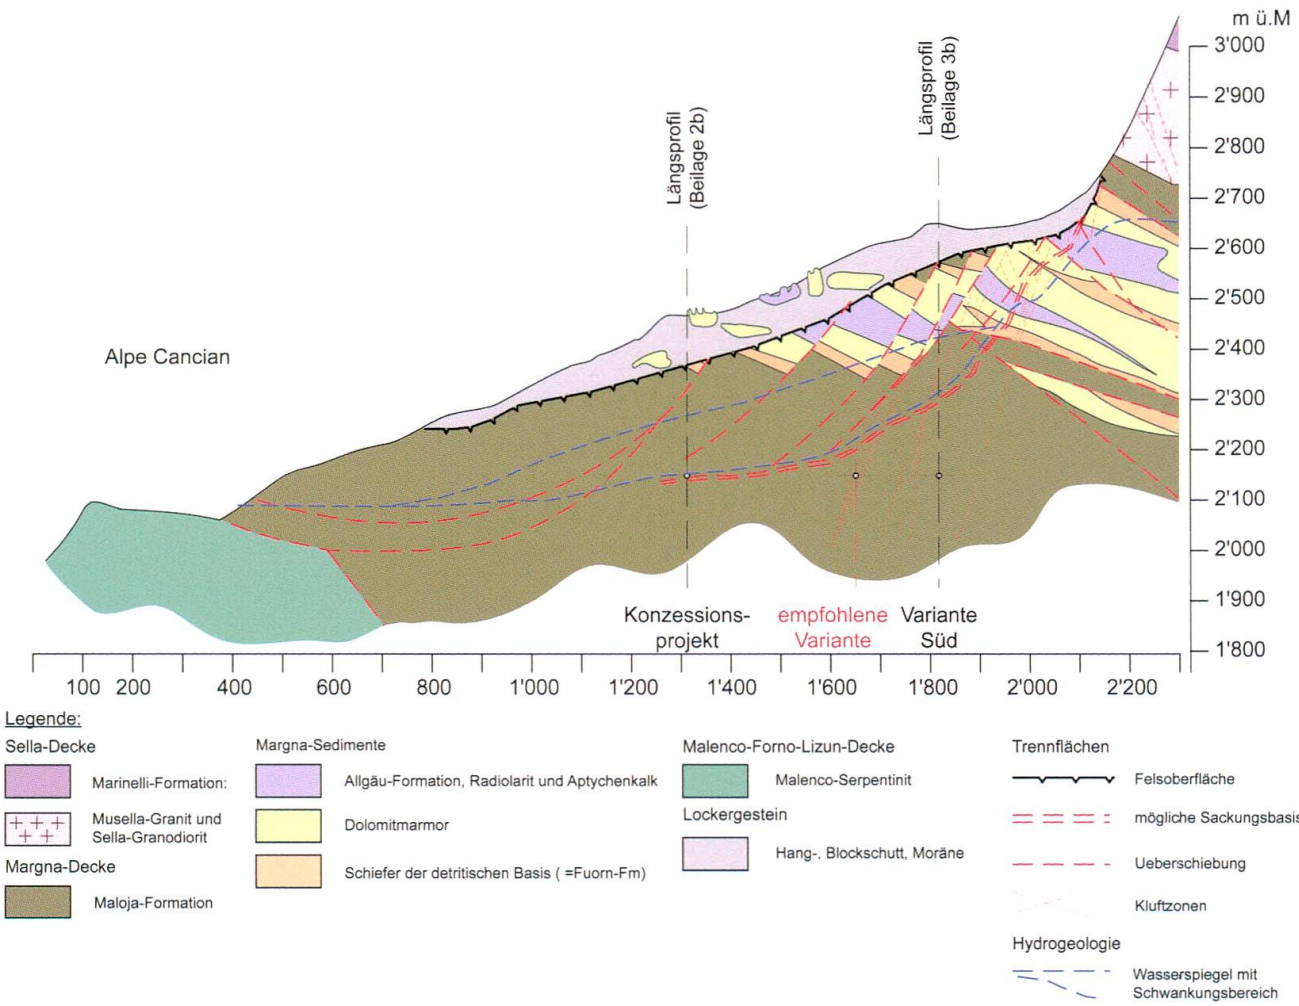 m ü.M
3'000
2'900
2'800
2'700
2'600
2'500
2'400
2'300
2'200
2'100
2'000
1'900
1'800
Längsprofil
(Beilage 2b)
Längsprofil
(Beilage 3b)
Alpe Cancian
Konzessions-
projekt
empfohlene
Variante
Variante
Süd
100 200 400 600 800 1'000 1'200 1'400 1'600 1'800 2'000 2'200
Legende:
Sella-Decke
Marinelli-Formation:
Musella-Granit und
Sella-Granodiorit
Margna-Decke
Maloja-Formation
Margna-Sedimente
Allgäu-Formation, Radiolarit und Aptychenkalk
Dolomitmarmor
Schiefer der detritischen Basis ( =Fuorn-Fm)
Malenco-Forno-Lizun-Decke
Malenco-Serpentinit
Lockergestein
Hang-, Blockschutt, Moräne
Trennflächen
Felsoberfläche
mögliche Sackungsbasis
Ueberschiebung
Kluftzonen
Hydrogeologie
Wasserspiegel mit
Schwankungsbereich